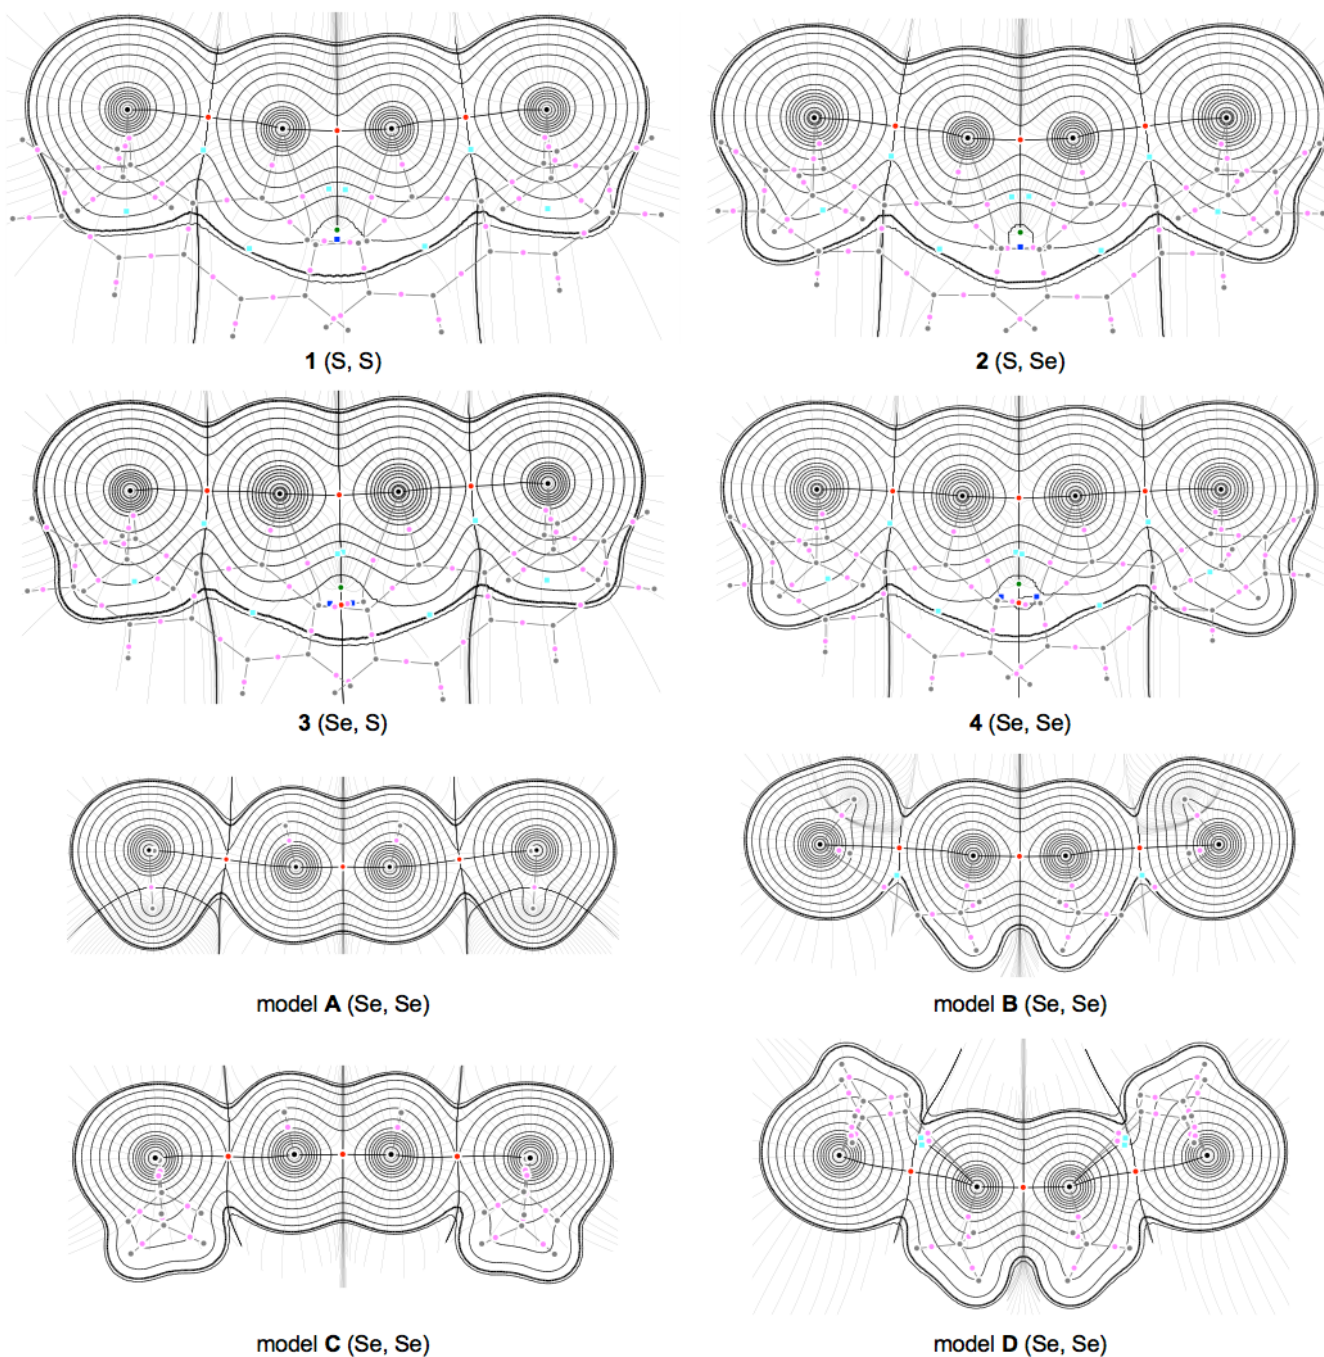 1 (S, S)
2 (S, Se)
3 (Se, S)
4 (Se, Se)
model A (Se, Se)
model B (Se, Se)
model C (Se, Se)
model D (Se, Se)